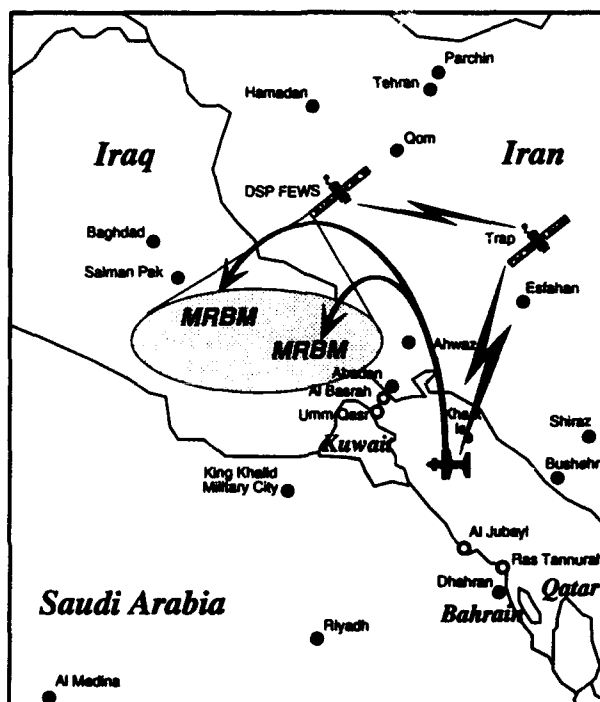 Parchin
Tehran
Hamadan
Qom
Iraq
Iran
DSP FEWS
Baghdad
Trap
Salman Pak
Esfahan
MRBM
MRBM
Ahwaz
Abadan
Al Basrah
Umm Qasr
Kuwait
Shiraz
Bushehr
King Khalid
Military City
Al Jubayl
Ras Tannurah
Dhahran
Qatar
Saudi Arabia
Bahrain
Riyadh
Al Medina